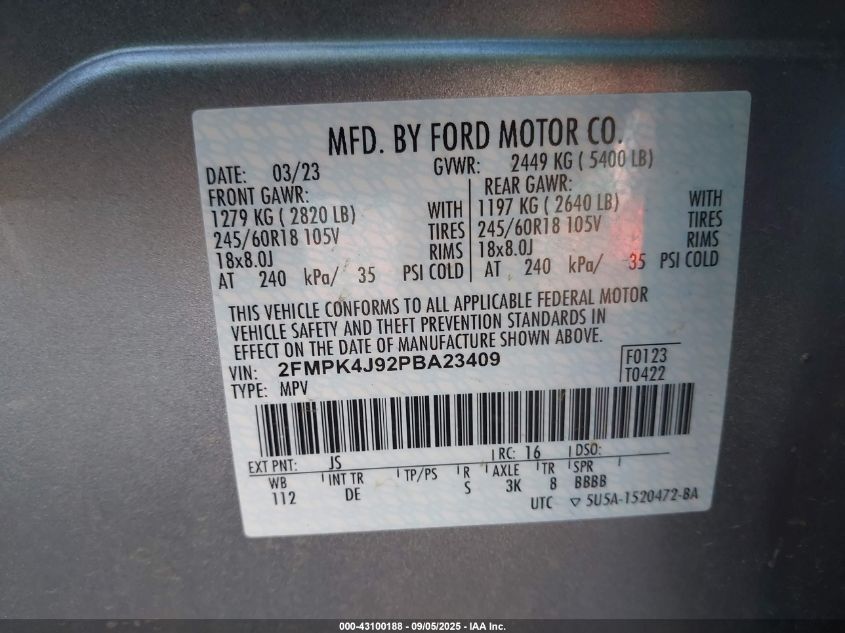 MFD. BY FORD MOTOR CO.
DATE: 03/23 GVWR: 2449 KG ( 5400 LB)
FRONT GAWR: REAR GAWR:
1279 KG ( 2820 LB) WITH 1197 KG ( 2640 LB) WITH
245/60R18 105V TIRES 245/60R18 105V TIRES
18x8.0J RIMS 18x8.0J RIMS
AT 240 kPa/ 35 PSI COLD AT 240 kPa/ 35 PSI COLD
THIS VEHICLE CONFORMS TO ALL APPLICABLE FEDERAL MOTOR
VEHICLE SAFETY AND THEFT PREVENTION STANDARDS IN
EFFECT ON THE DATE OF MANUFACTURE SHOWN ABOVE.
VIN: 2FMPK4J92PBA23409 F0123
TYPE: MPV T0422
EXT PNT: JS RC: 16 DSO:
WB INT TR TP/PS R AXLE TR SPR
112 DE S 3K 8 BBBB
UTC ▽ 5U5A-1520472-BA
000-43100188 - 09/05/2025 - IAA Inc.